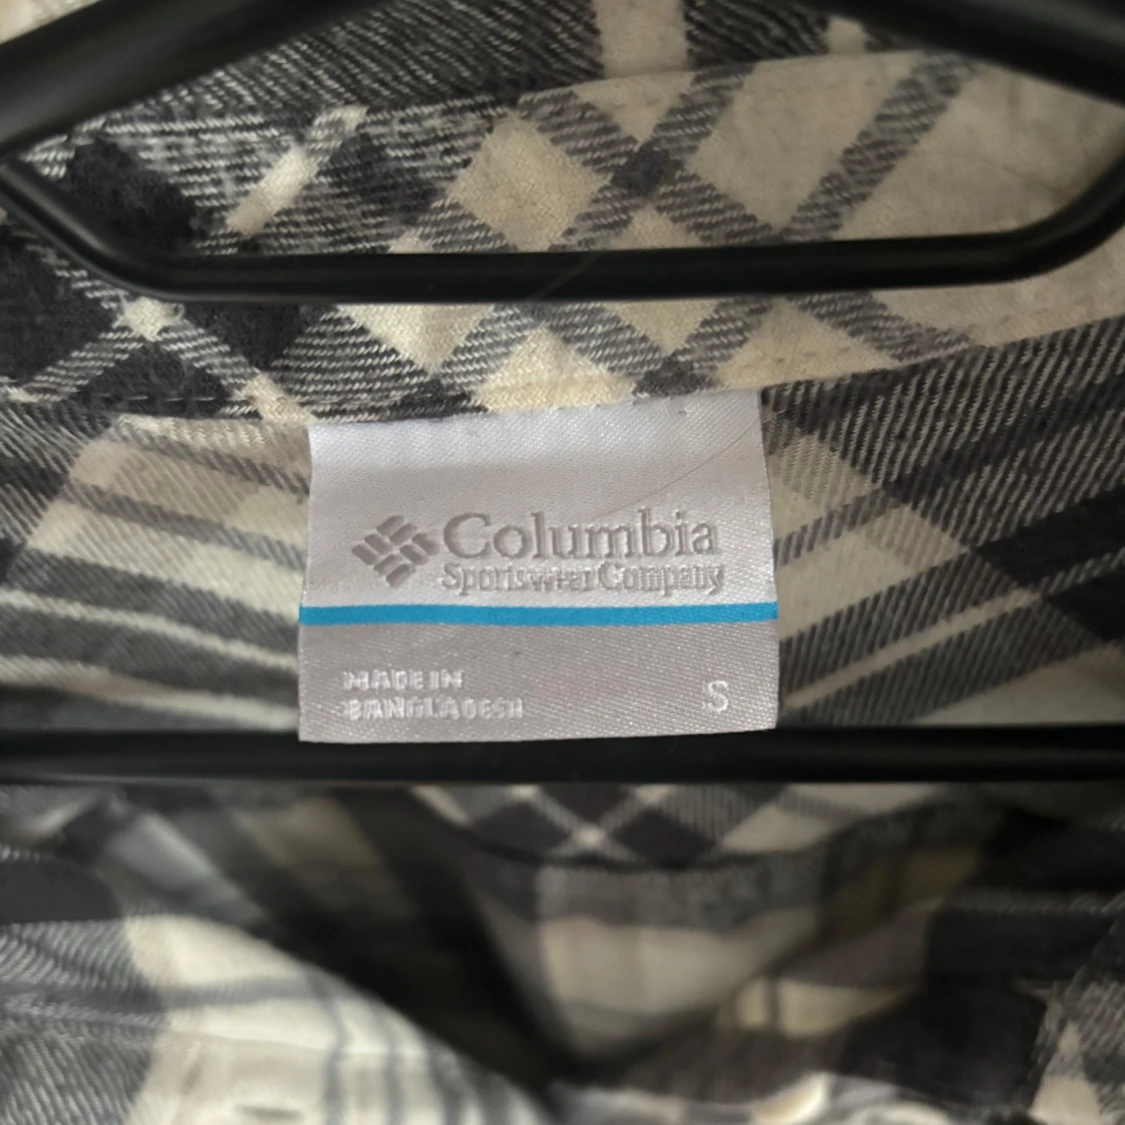 Columbia
Sportswear Company
MADE IN
BANGLADESH
S